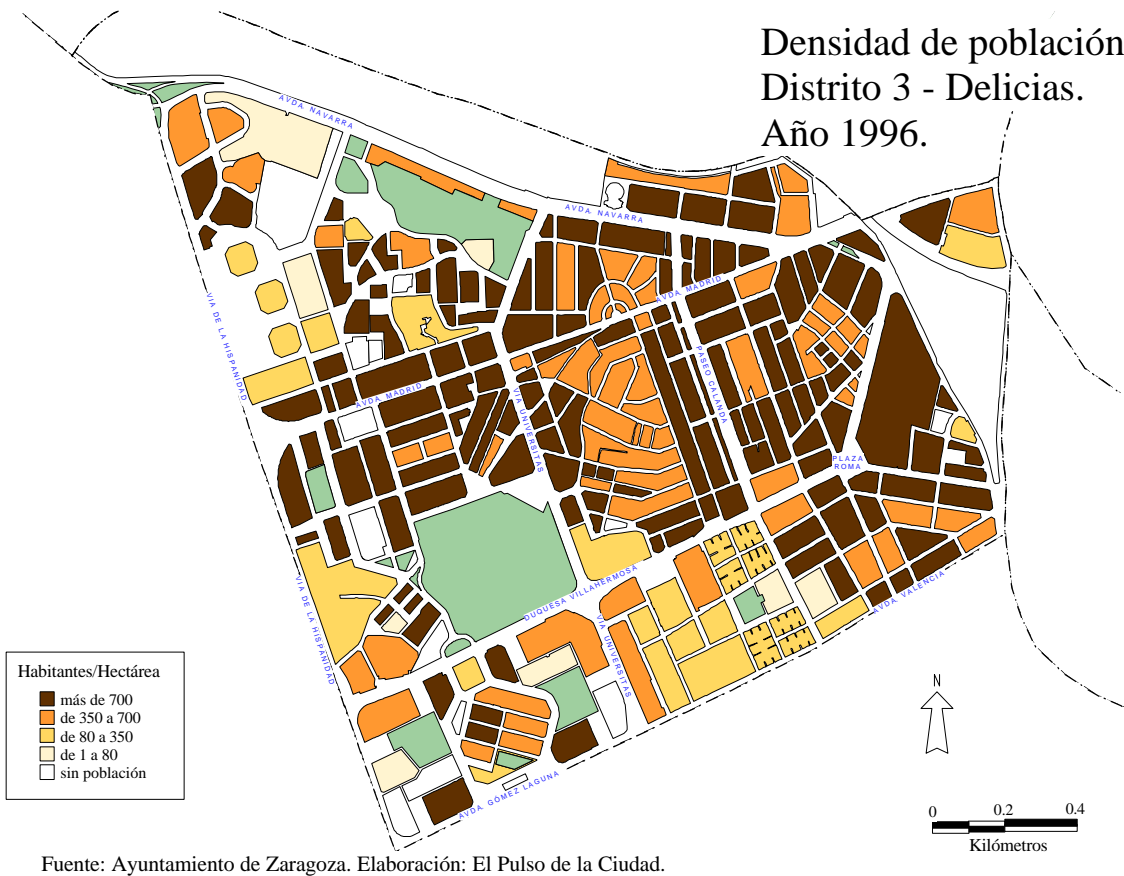 Densidad de población
Distrito 3 - Delicias.
Año 1996.
AVDA. NAVARRA
AVDA. NAVARRA
AVDA. MADRID
VIA DE LA HISPANIDAD
PASEO CALANDA
AVDA. MADRID
VIA UNIVERSITAS
PLAZA
ROMA
DUQUESA VILLAHERMOSA
AVDA. VALENCIA
VIA DE LA HISPANIDAD
VIA UNIVERSITAS
AVDA. GÓMEZ LAGUNA
Habitantes/Hectárea
más de 700
de 350 a 700
de 80 a 350
de 1 a 80
sin población
N
0 0.2 0.4
Kilómetros
Fuente: Ayuntamiento de Zaragoza. Elaboración: El Pulso de la Ciudad.